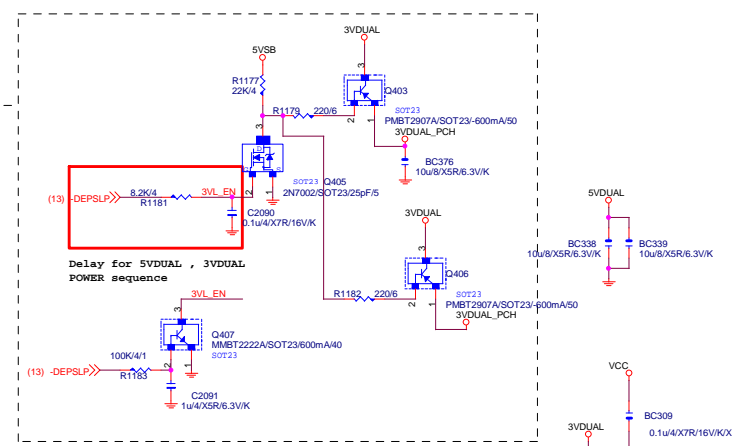 3VDUAL
5VSB
3
R1177
22K/4
Q403
R1179 220/6
2
1
SOT23
PMBT2907A/SOT23/-600mA/50
3VDUAL_PCH
3
D
BC376
10u/8/X5R/6.3V/K
SOT23 Q405
2N7002/SOT23/25pF/5
2
1
(13) -DEPSLP
8.2K/4
R1181
3VL_EN
C2090
0.1u/4/X7R/16V/K
Delay for 5VDUAL , 3VDUAL
POWER sequence
3VDUAL
3
Q406
R1182 220/6
2
1
SOT23
PMBT2907A/SOT23/-600mA/50
3VDUAL_PCH
3VL_EN
3
Q407
MMBT2222A/SOT23/600mA/40
SOT23
2
1
(13) -DEPSLP
100K/4/1
R1183
C2091
1u/4/X5R/6.3V/K
5VDUAL
BC338
10u/8/X5R/6.3V/K
BC339
10u/8/X5R/6.3V/K
VCC
BC309
0.1u/4/X7R/16V/K/X
3VDUAL